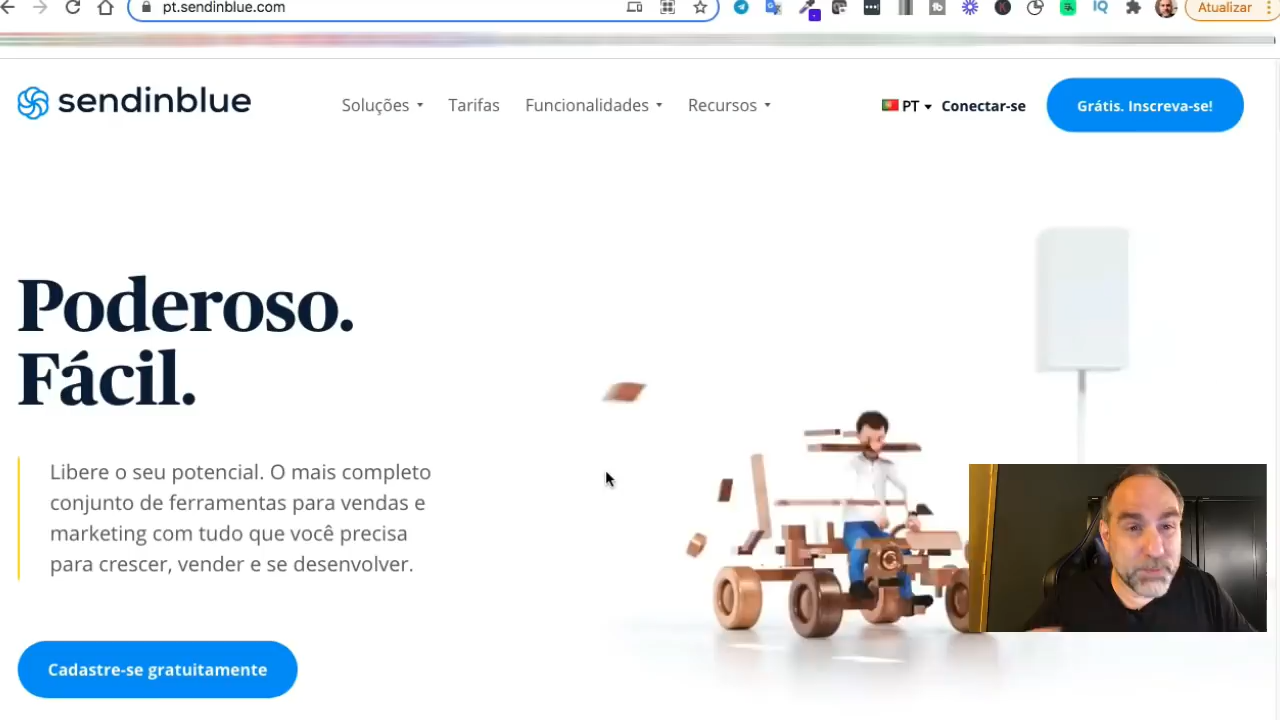 pt.sendinblue.com
Atualizar
sendinblue
Soluções
Tarifas
Funcionalidades
Recursos
PT
Conectar-se
Grátis. Inscreva-se!
Poderoso.
Fácil.
Libere o seu potencial. O mais completo
conjunto de ferramentas para vendas e
marketing com tudo que você precisa
para crescer, vender e se desenvolver.
Cadastre-se gratuitamente